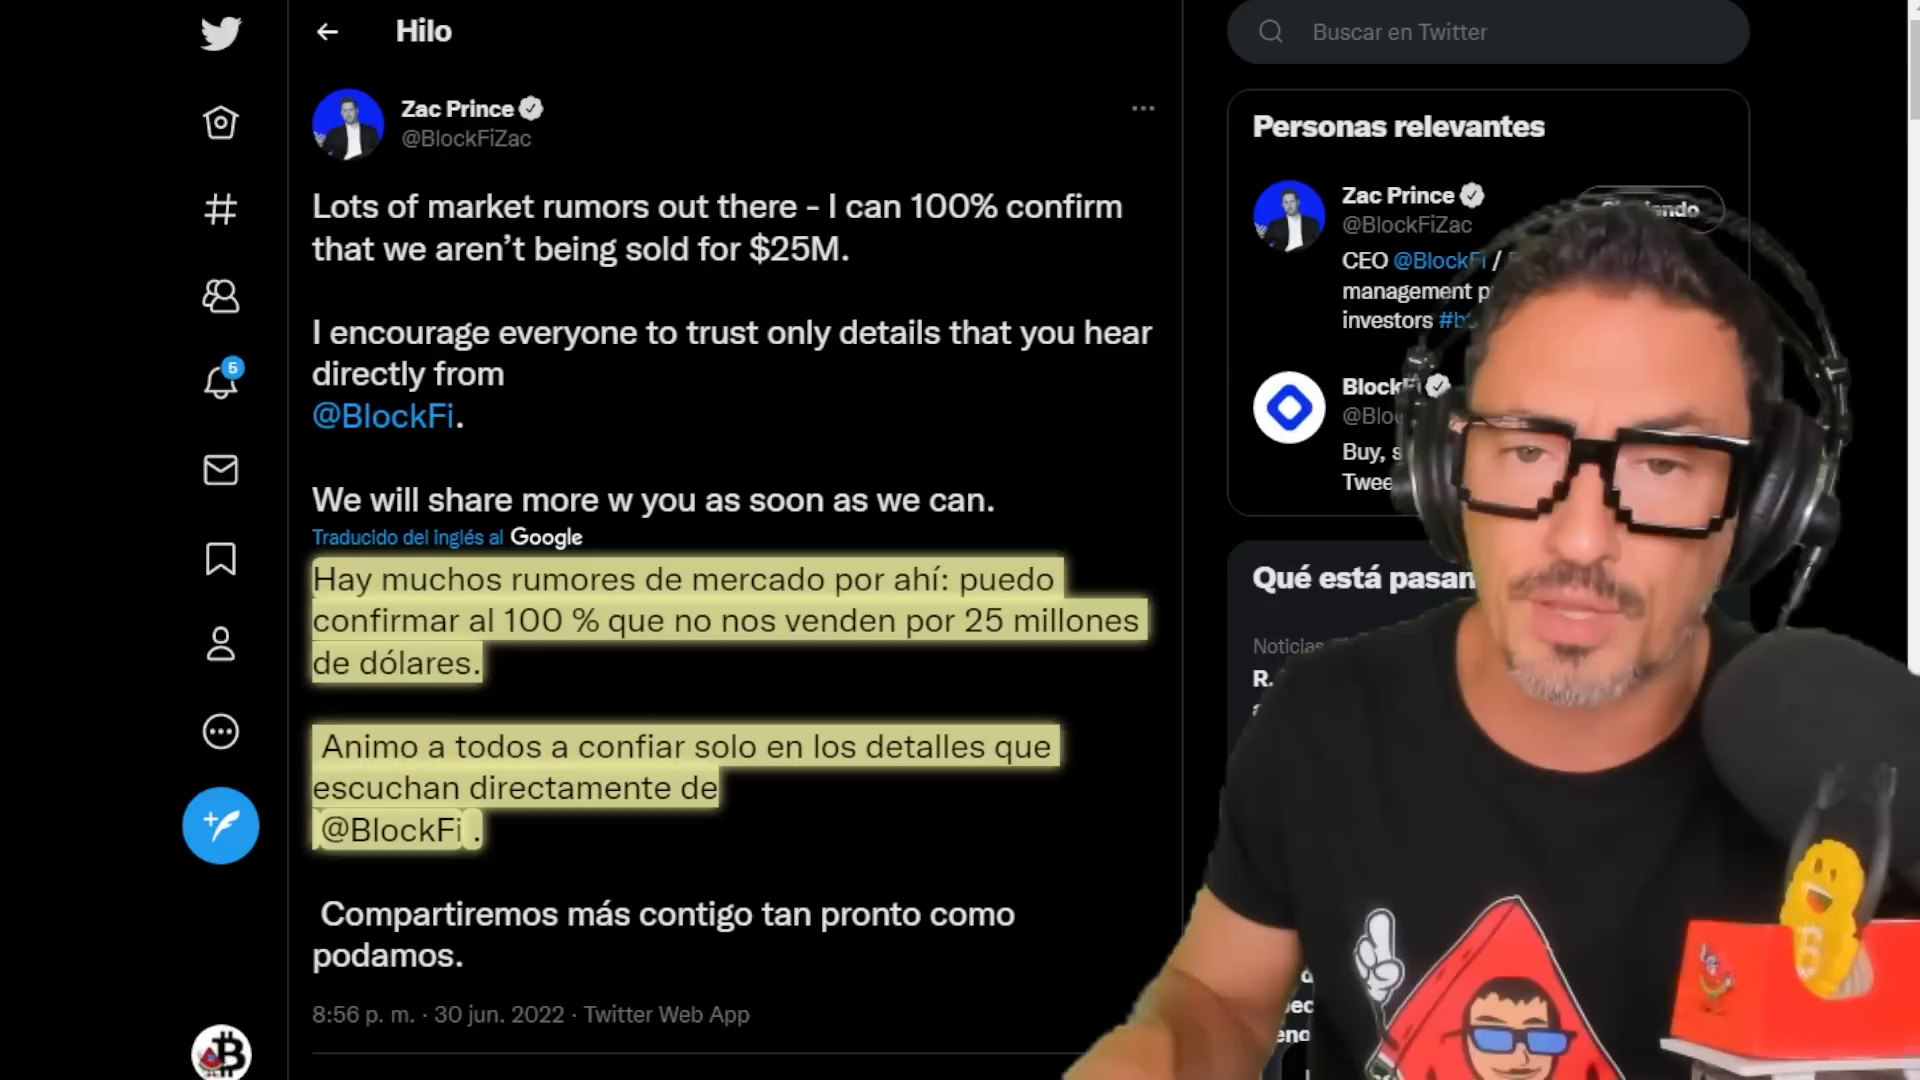 Hilo
Zac Prince
@BlockFiZac
Lots of market rumors out there - I can 100% confirm
that we aren’t being sold for $25M.
I encourage everyone to trust only details that you hear
directly from
@BlockFi.
We will share more w you as soon as we can.
Traducido del inglés al Google
Hay muchos rumores de mercado por ahí: puedo
confirmar al 100 % que no nos venden por 25 millones
de dólares.
Animo a todos a confiar solo en los detalles que
escuchan directamente de
@BlockFi .
Compartiremos más contigo tan pronto como
podamos.
8:56 p. m. · 30 jun. 2022 · Twitter Web App
5
Buscar en Twitter
Personas relevantes
Zac Prince
@BlockFiZac
CEO @BlockFi /
management
investors
BlockFi
Buy,
Qué está
Noticias
R.